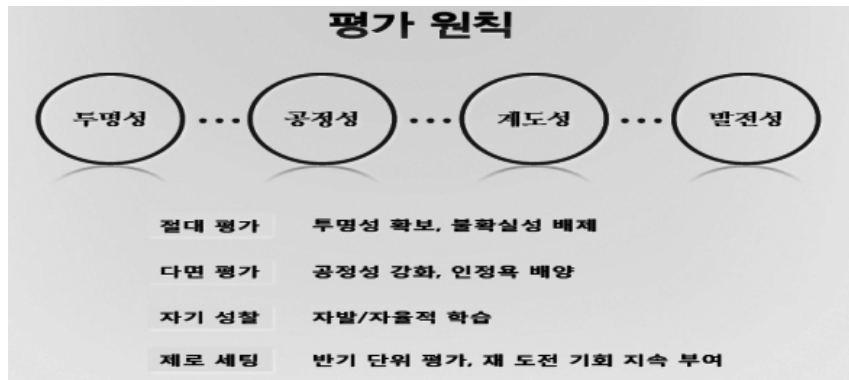 평가 원칙
투명성 ••• 공정성 ••• 계도성 ••• 발전성
절대 평가 투명성 확보, 불확실성 배제
다면 평가 공정성 강화, 인정욕 배양
자기 성찰 자발/자율적 학습
제로 세팅 반기 단위 평가, 재 도전 기회 지속 부여